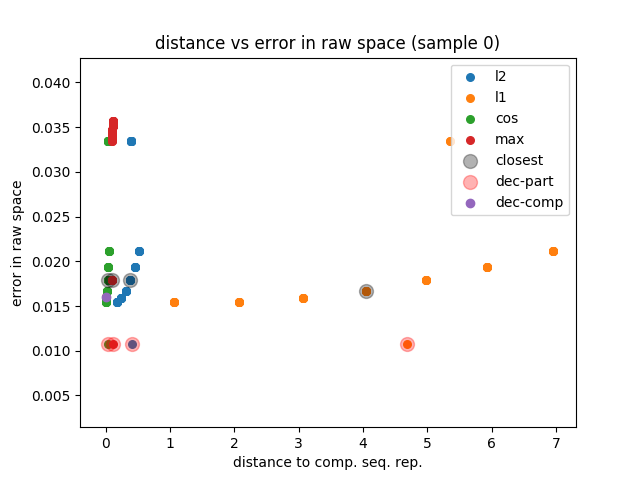 distance vs error in raw space (sample 0)
l2
l1
cos
max
closest
dec-part
dec-comp
error in raw space
0.040
0.035
0.030
0.025
0.020
0.015
0.010
0.005
0 1 2 3 4 5 6 7
distance to comp. seq. rep.